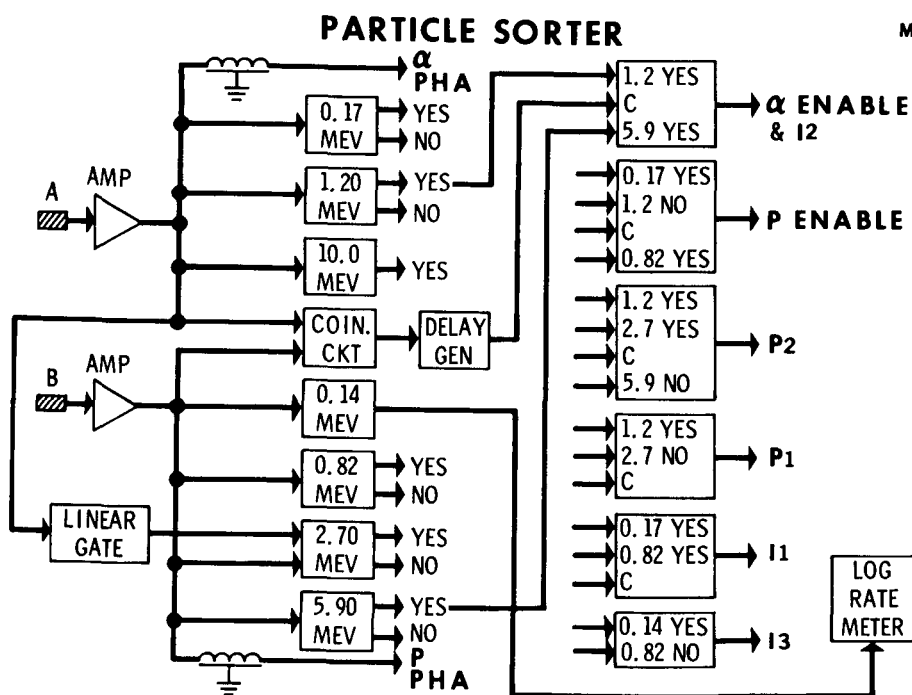 PARTICLE SORTER
M
α
PHA
0.17
MEV
YES
NO
A
AMP
1.20
MEV
YES
NO
10.0
MEV
YES
COIN.
CKT
DELAY
GEN
B
AMP
0.14
MEV
0.82
MEV
YES
NO
LINEAR
GATE
2.70
MEV
YES
NO
5.90
MEV
YES
NO
P
PHA
1.2 YES
C
5.9 YES
α ENABLE
& I2
0.17 YES
1.2 NO
C
0.82 YES
P ENABLE
1.2 YES
2.7 YES
C
5.9 NO
P2
1.2 YES
2.7 NO
C
P1
0.17 YES
0.82 YES
C
I1
0.14 YES
0.82 NO
I3
LOG
RATE
METER